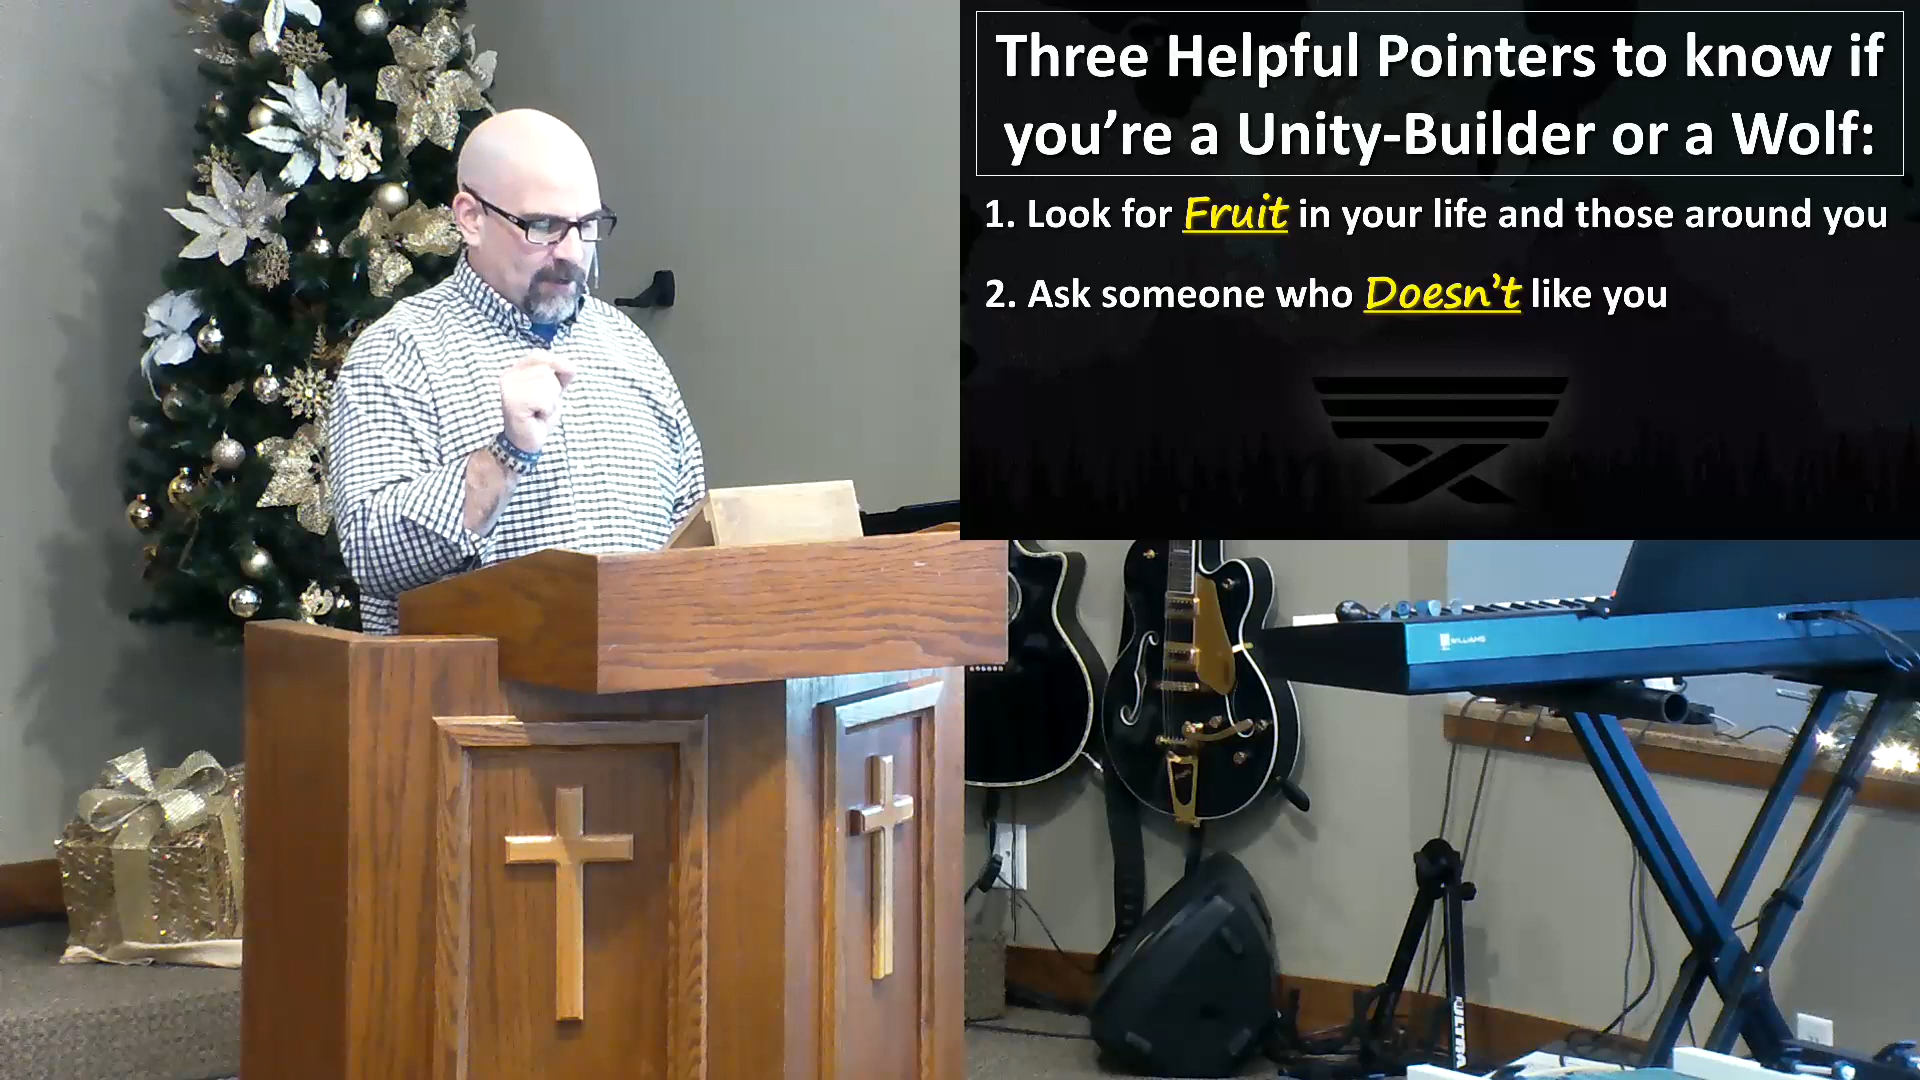 Three Helpful Pointers to know if
you're a Unity-Builder or a Wolf:
1. Look for Fruit in your life and those around you
2. Ask someone who Doesn't like you
WILLIAMS
ULTRA